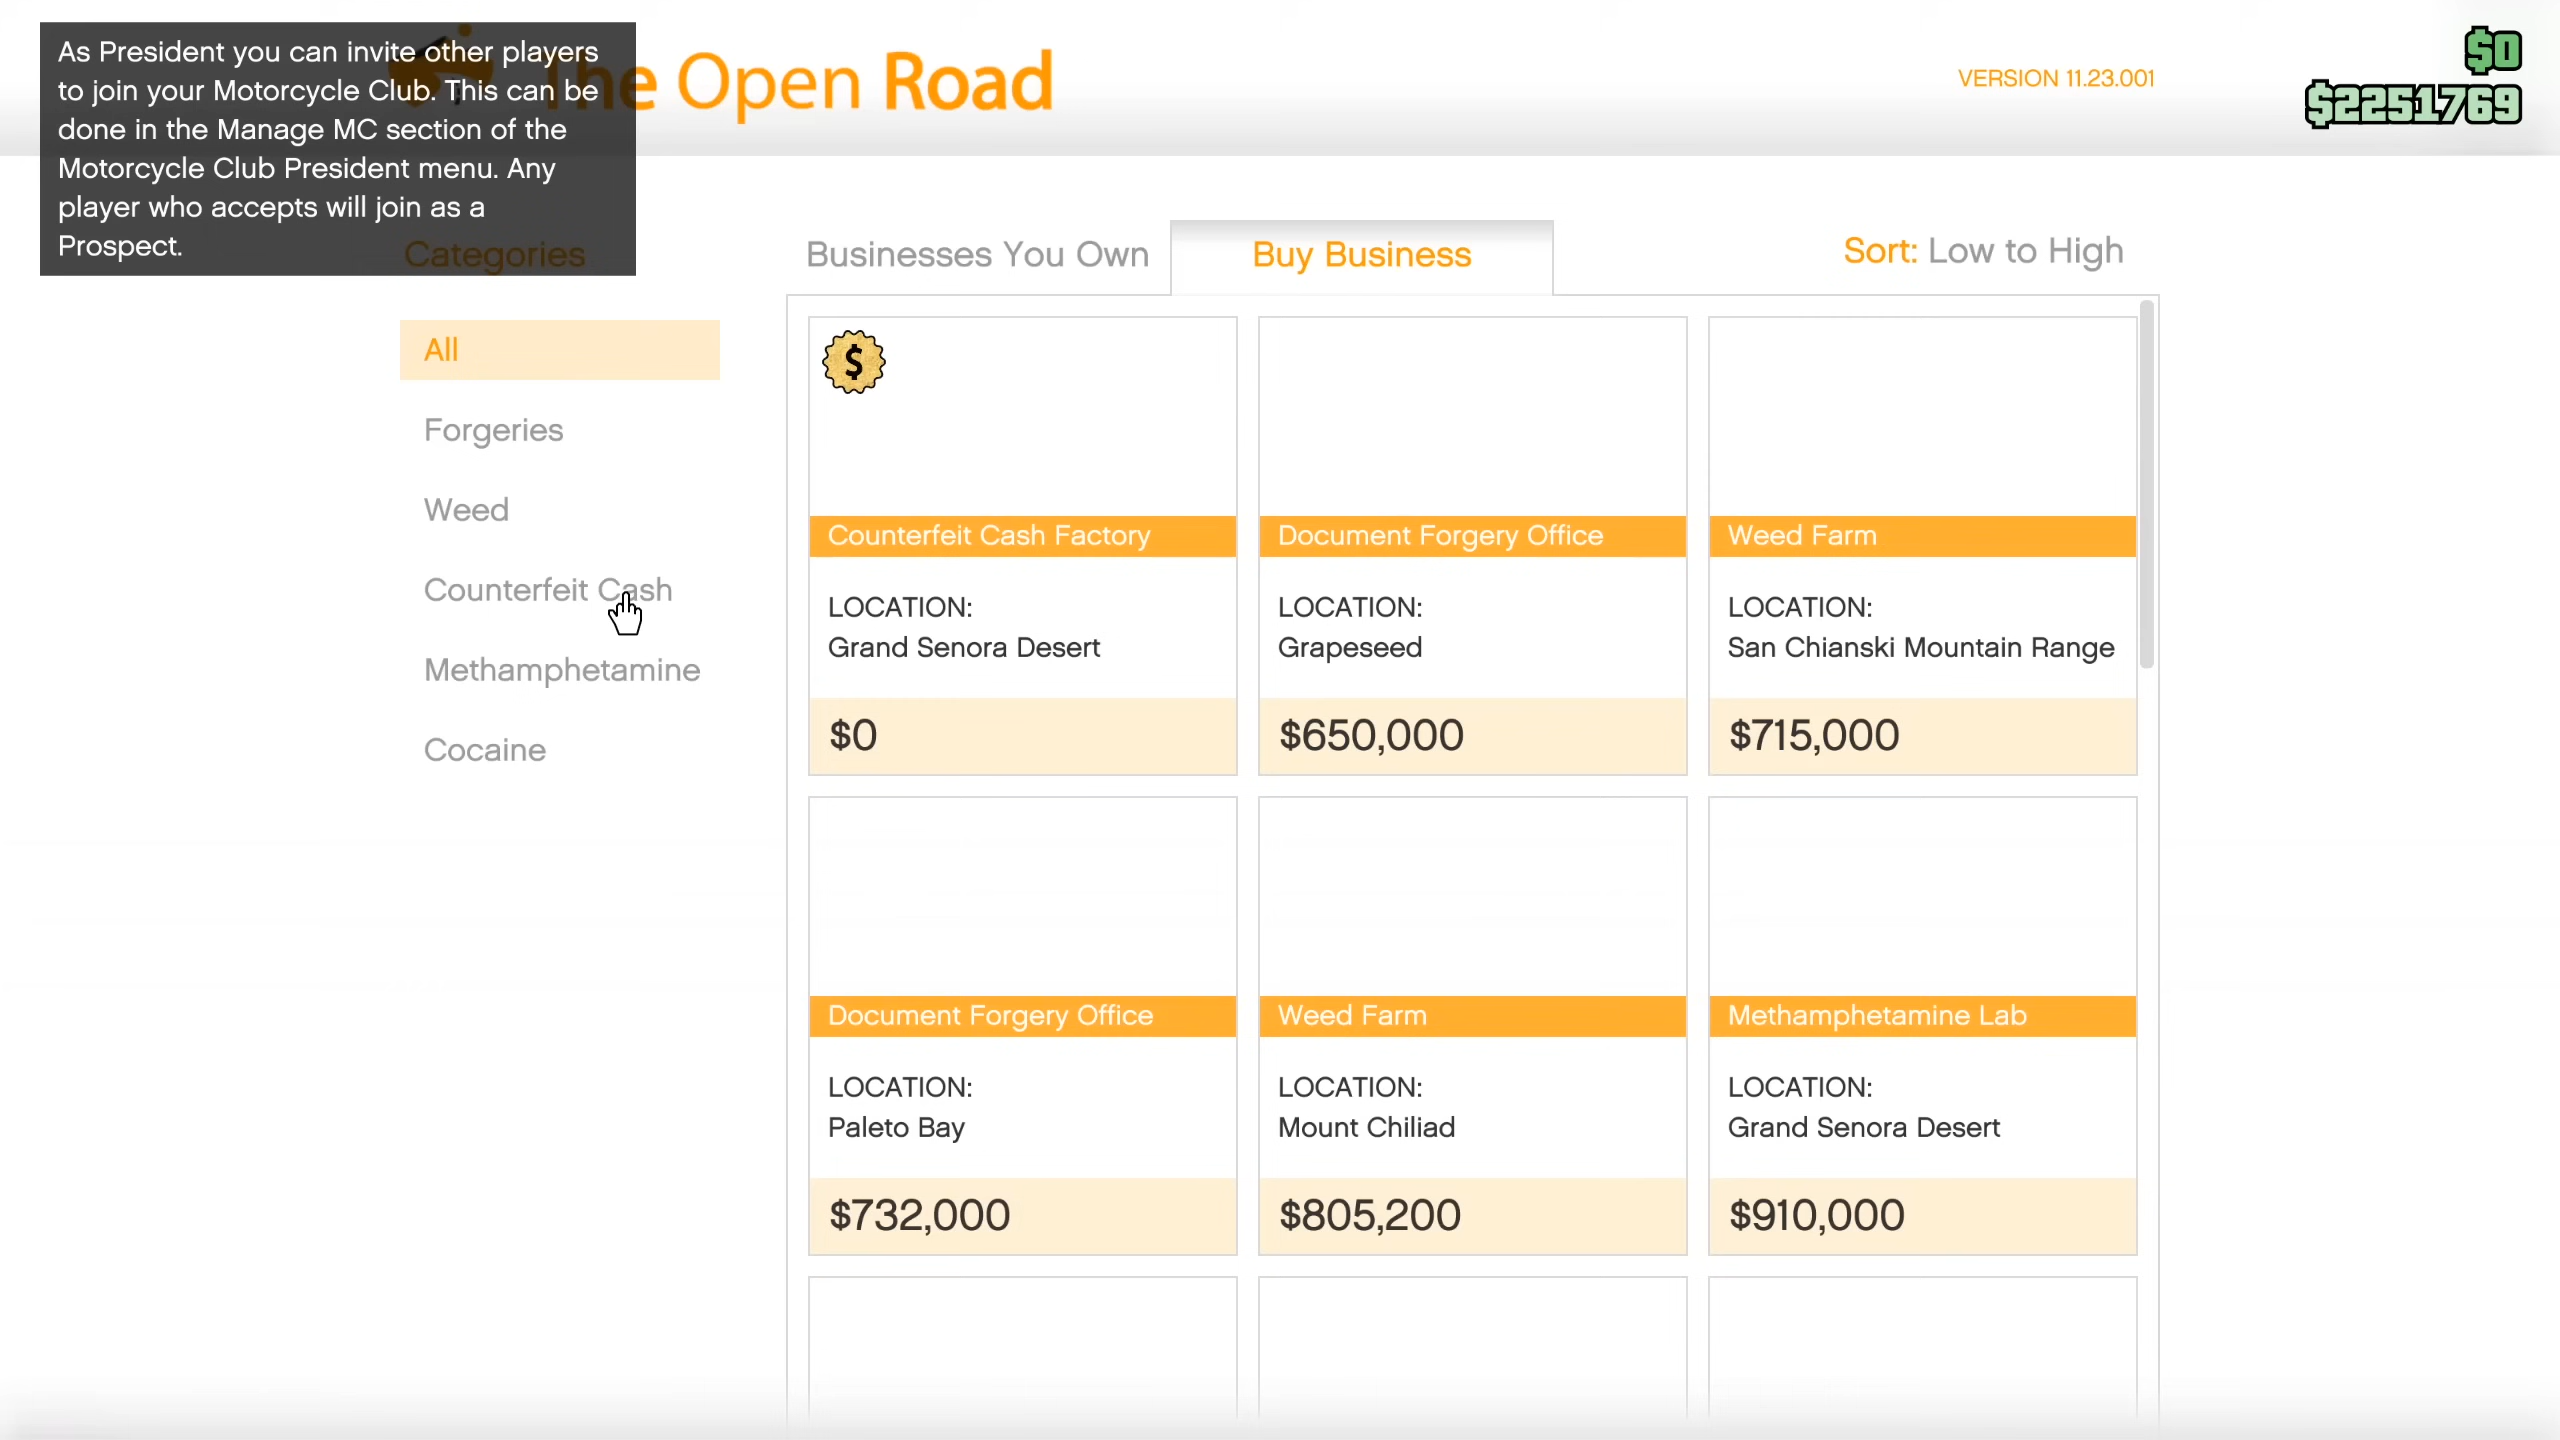 As President you can invite other players
to join your Motorcycle Club. This can be
done in the Manage MC section of the
Motorcycle Club President menu. Any
player who accepts will join as a
Prospect.
The Open Road
VERSION 11.23.001
$0
$2251769
Categories
All
Forgeries
Weed
Counterfeit Cash
Methamphetamine
Cocaine
Businesses You Own
Buy Business
Sort: Low to High
$
Counterfeit Cash Factory
LOCATION:
Grand Senora Desert
$0
Document Forgery Office
LOCATION:
Grapeseed
$650,000
Weed Farm
LOCATION:
San Chianski Mountain Range
$715,000
Document Forgery Office
LOCATION:
Paleto Bay
$732,000
Weed Farm
LOCATION:
Mount Chiliad
$805,200
Methamphetamine Lab
LOCATION:
Grand Senora Desert
$910,000